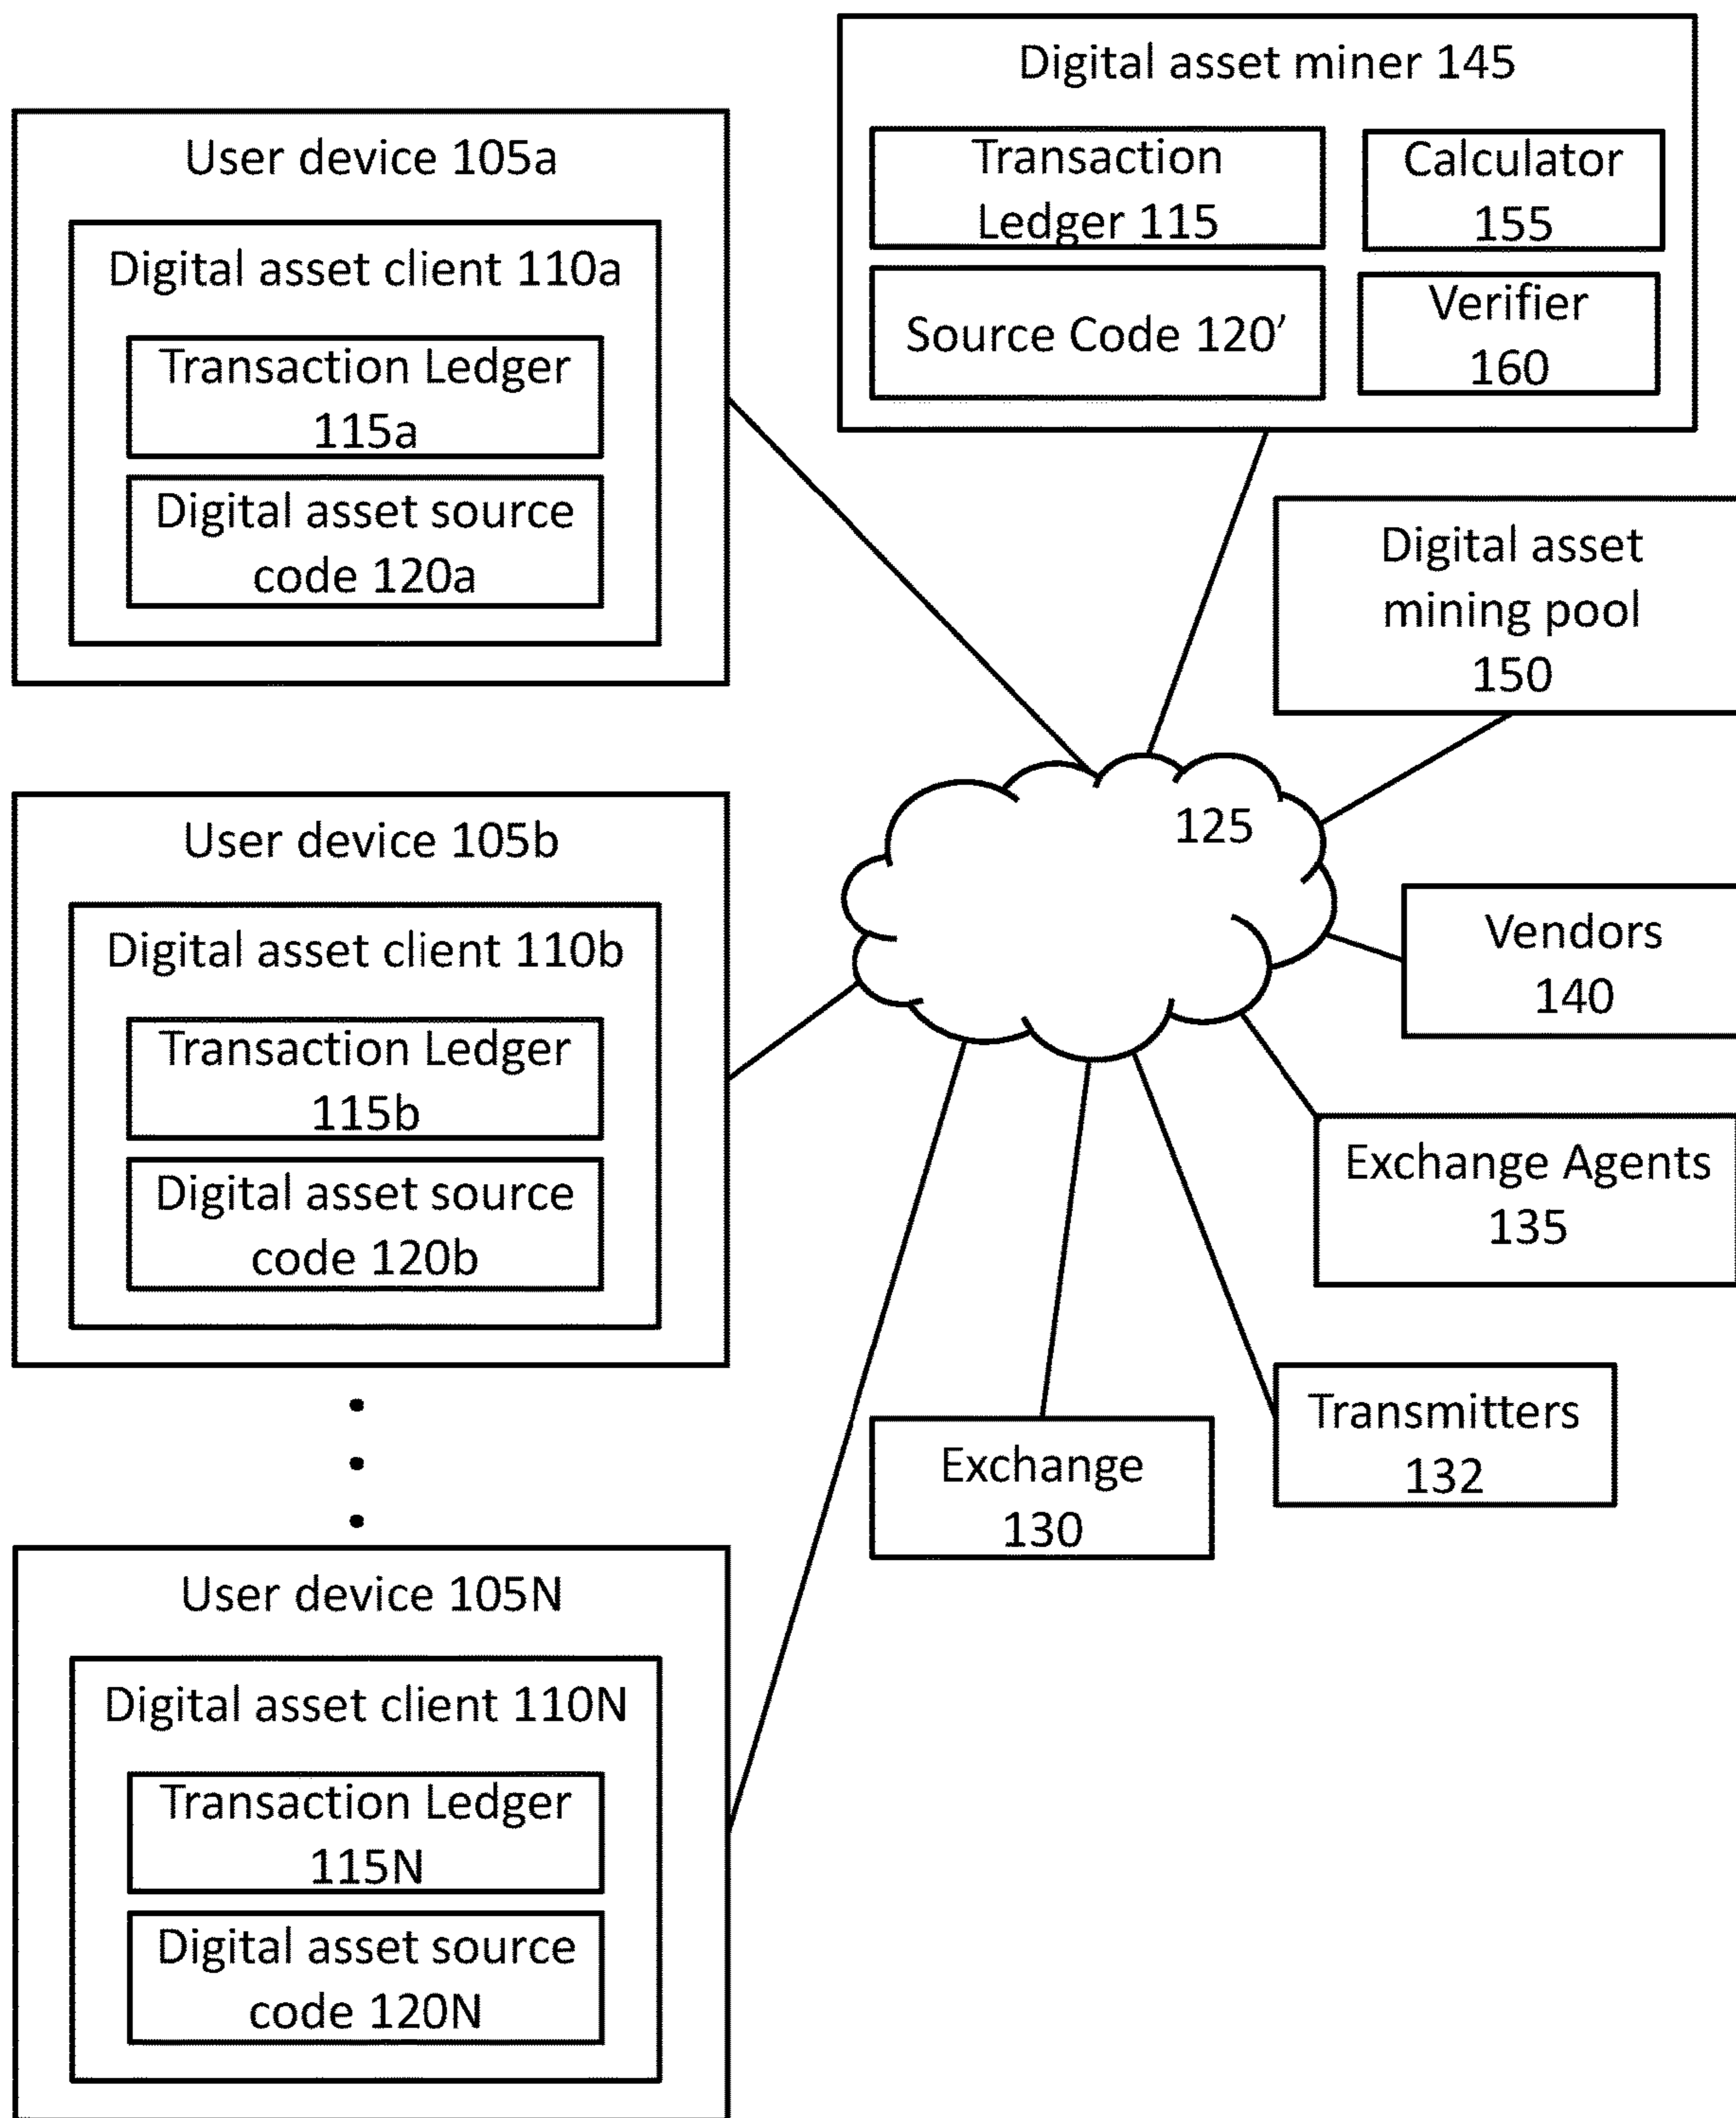 Digital asset miner 145
Transaction
Ledger 115
Calculator
155
Source Code 120’
Verifier
160
User device 105a
Digital asset client 110a
Transaction Ledger
115a
Digital asset source
code 120a
Digital asset
mining pool
150
125
User device 105b
Digital asset client 110b
Transaction Ledger
115b
Digital asset source
code 120b
Vendors
140
Exchange Agents
135
Transmitters
132
Exchange
130
User device 105N
Digital asset client 110N
Transaction Ledger
115N
Digital asset source
code 120N